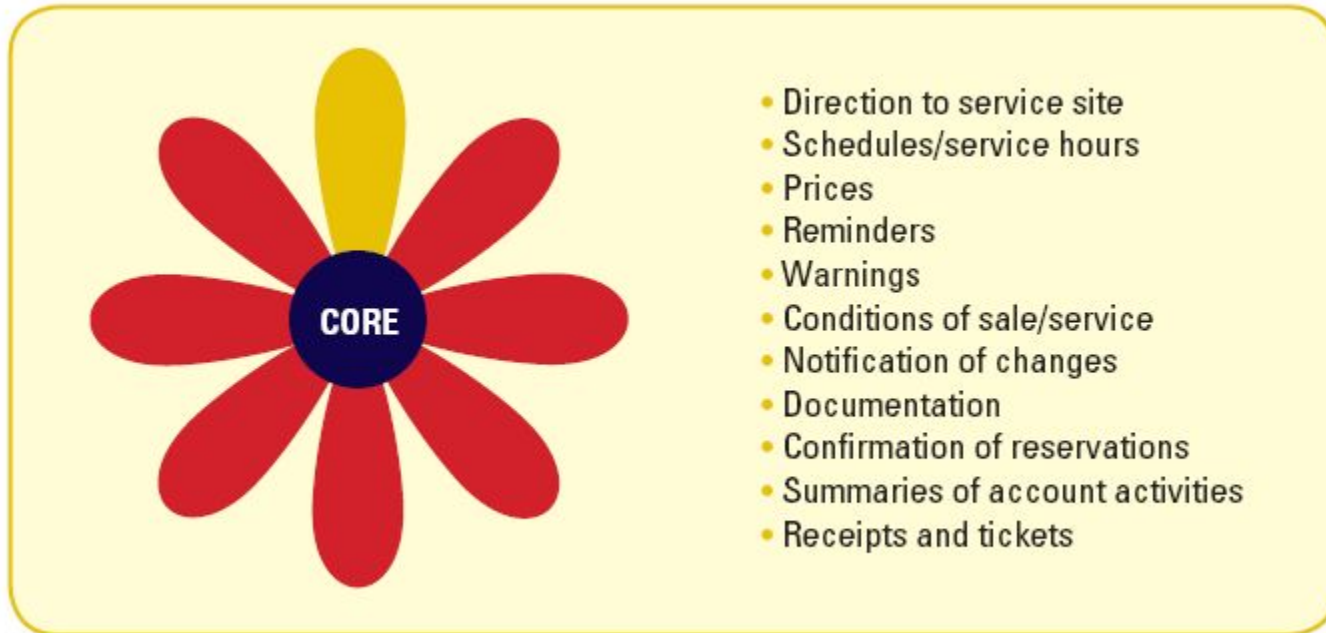 CORE
• Direction to service site
• Schedules/service hours
• Prices
• Reminders
• Warnings
• Conditions of sale/service
• Notification of changes
• Documentation
• Confirmation of reservations
• Summaries of account activities
• Receipts and tickets